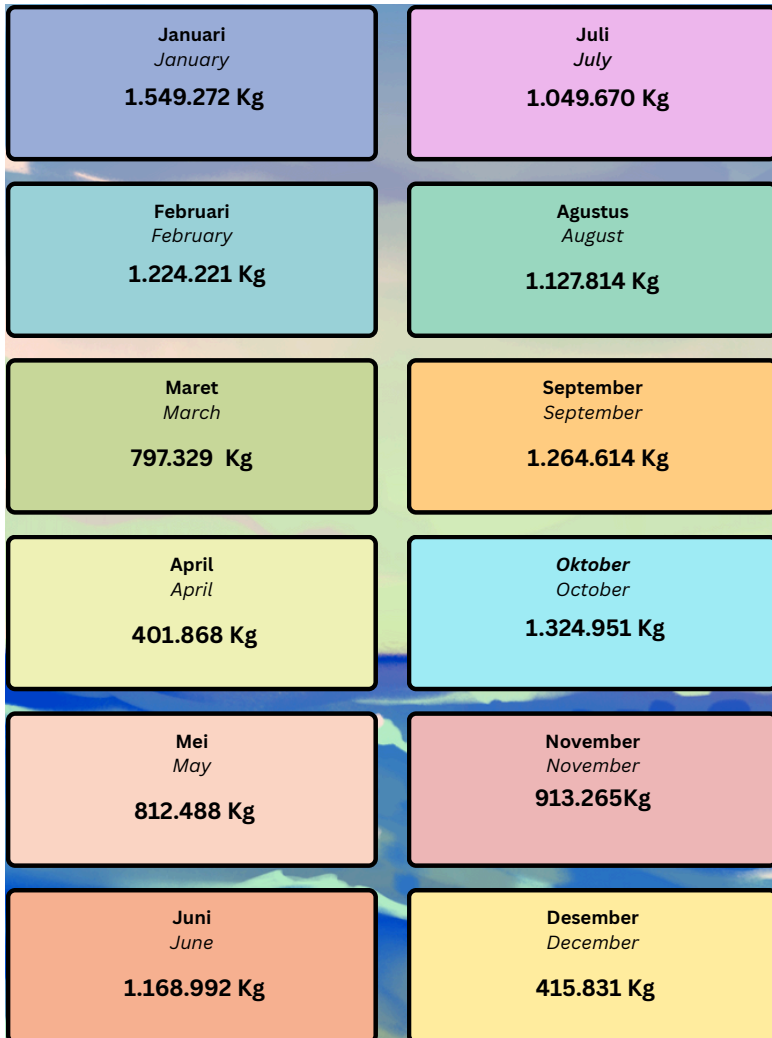 Januari
January
1.549.272 Kg
Februari
February
1.224.221 Kg
Maret
March
797.329 Kg
April
April
401.868 Kg
Mei
May
812.488 Kg
Juni
June
1.168.992 Kg
Juli
July
1.049.670 Kg
Agustus
August
1.127.814 Kg
September
September
1.264.614 Kg
Oktober
October
1.324.951 Kg
November
November
913.265Kg
Desember
December
415.831 Kg